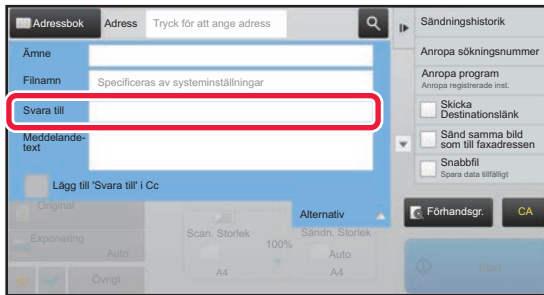 Adressbok
Adress
Tryck för att ange adress
Ämne
Filnamn
Specificeras av systeminställningar
Svara till
Meddelande-
text
Lägg till 'Svara till' i Cc
Original
Exponering
Auto
Övrigt
Scan. Storlek
A4
100%
Sändn. Storlek
Auto
A4
Alternativ
Sändningshistorik
Anropa sökningsnummer
Anropa program
Anropa registrerade inst.
Skicka
Destinationslänk
Sänd samma bild
som till faxadressen
Snabbfil
Spara data tillfälligt
Förhandsgr.
CA
Start